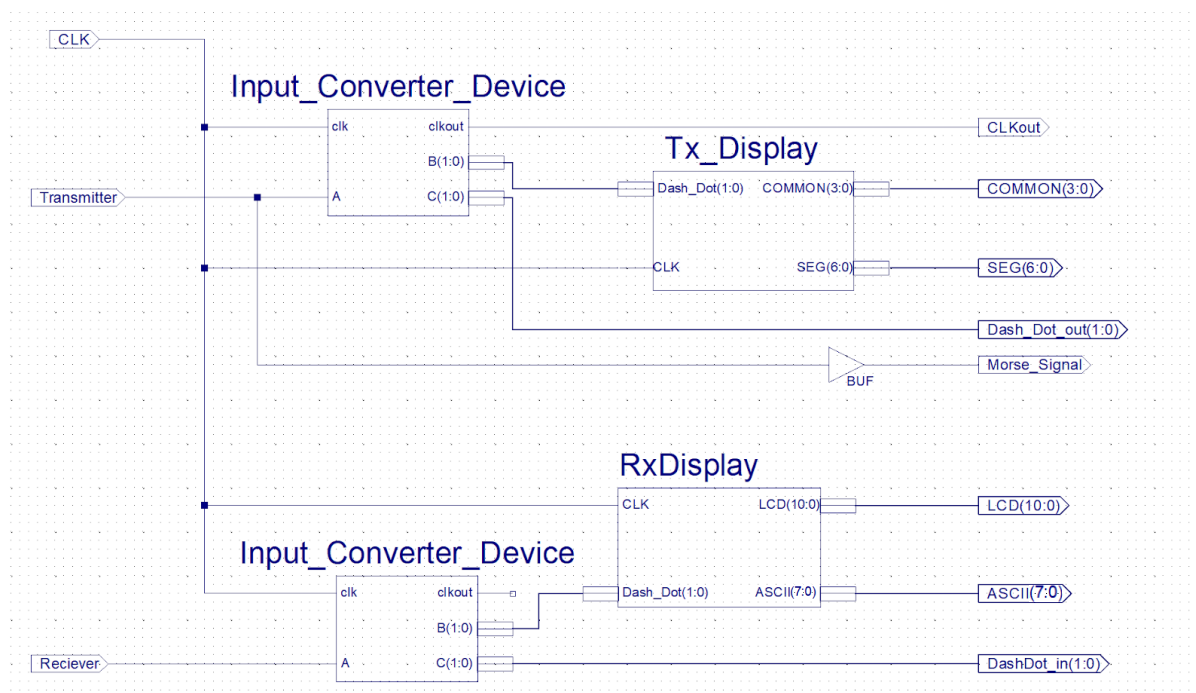 CLK
Input_Converter_Device
clk
clkout
CLKout
Tx_Display
B(1:0)
Dash_Dot(1:0)
COMMON(3:0)
COMMON(3:0)
Transmitter
A
C(1:0)
CLK
SEG(6:0)
SEG(6:0)
Dash_Dot_out(1:0)
Morse_Signal
BUF
RxDisplay
CLK
LCD(10:0)
LCD(10:0)
Input_Converter_Device
clk
clkout
Dash_Dot(1:0)
ASCII(7:0)
ASCII(7:0)
B(1:0)
Reciever
A
C(1:0)
DashDot_in(1:0)